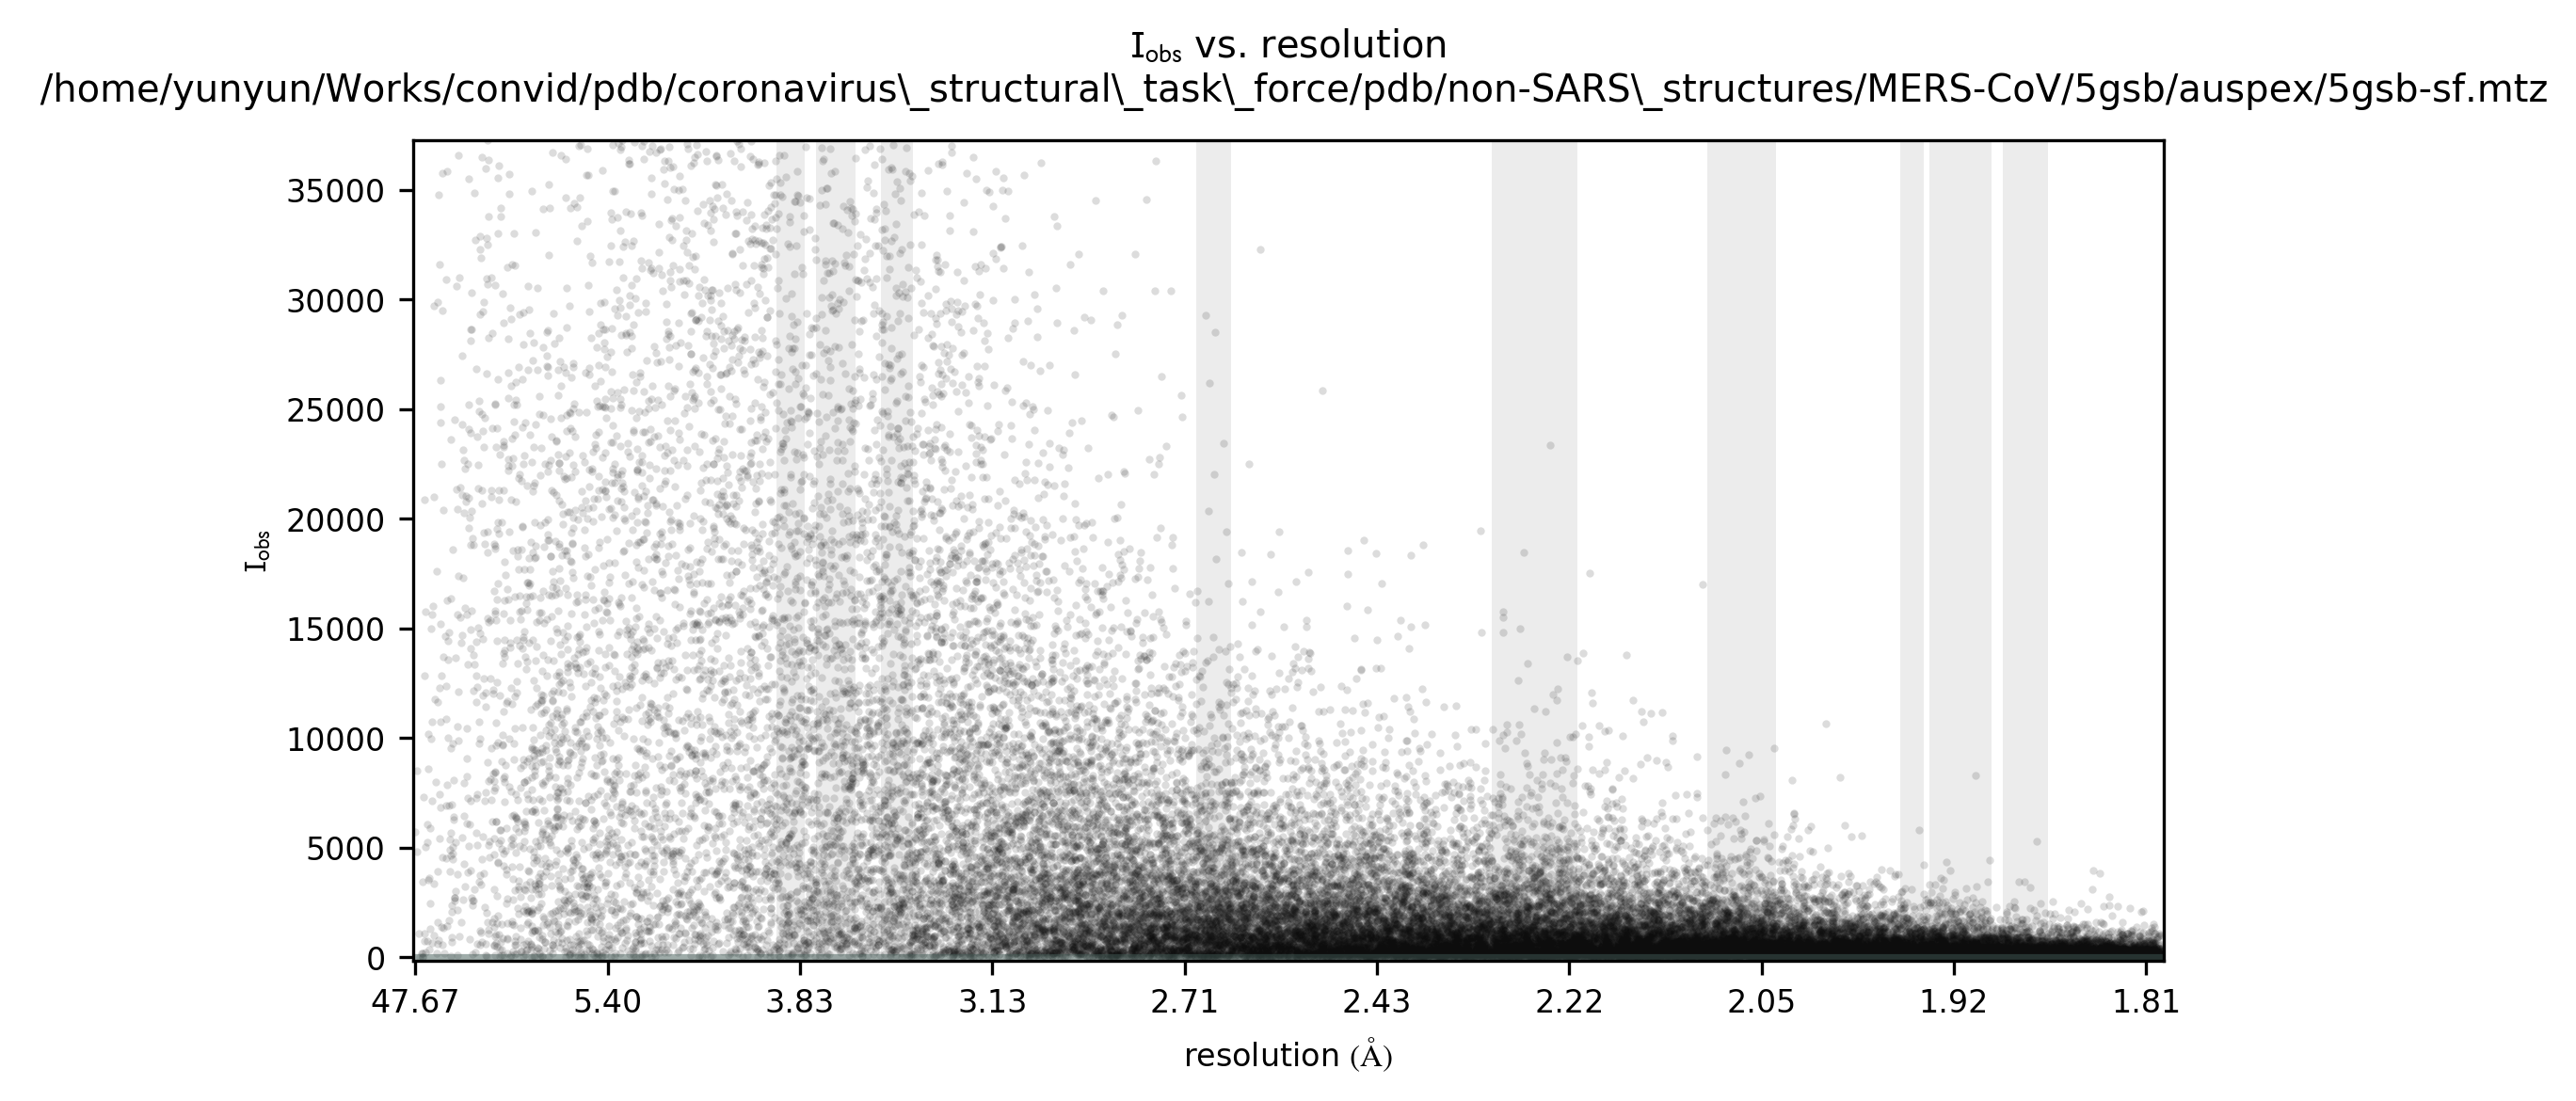 I_obs vs. resolution
/home/yunyun/Works/convid/pdb/coronavirus\_structural\_task\_force/pdb/non-SARS\_structures/MERS-CoV/5gsb/auspex/5gsb-sf.mtz
35000
30000
25000
20000
15000
10000
5000
0
I_obs
47.67 5.40 3.83 3.13 2.71 2.43 2.22 2.05 1.92 1.81
resolution (Å)